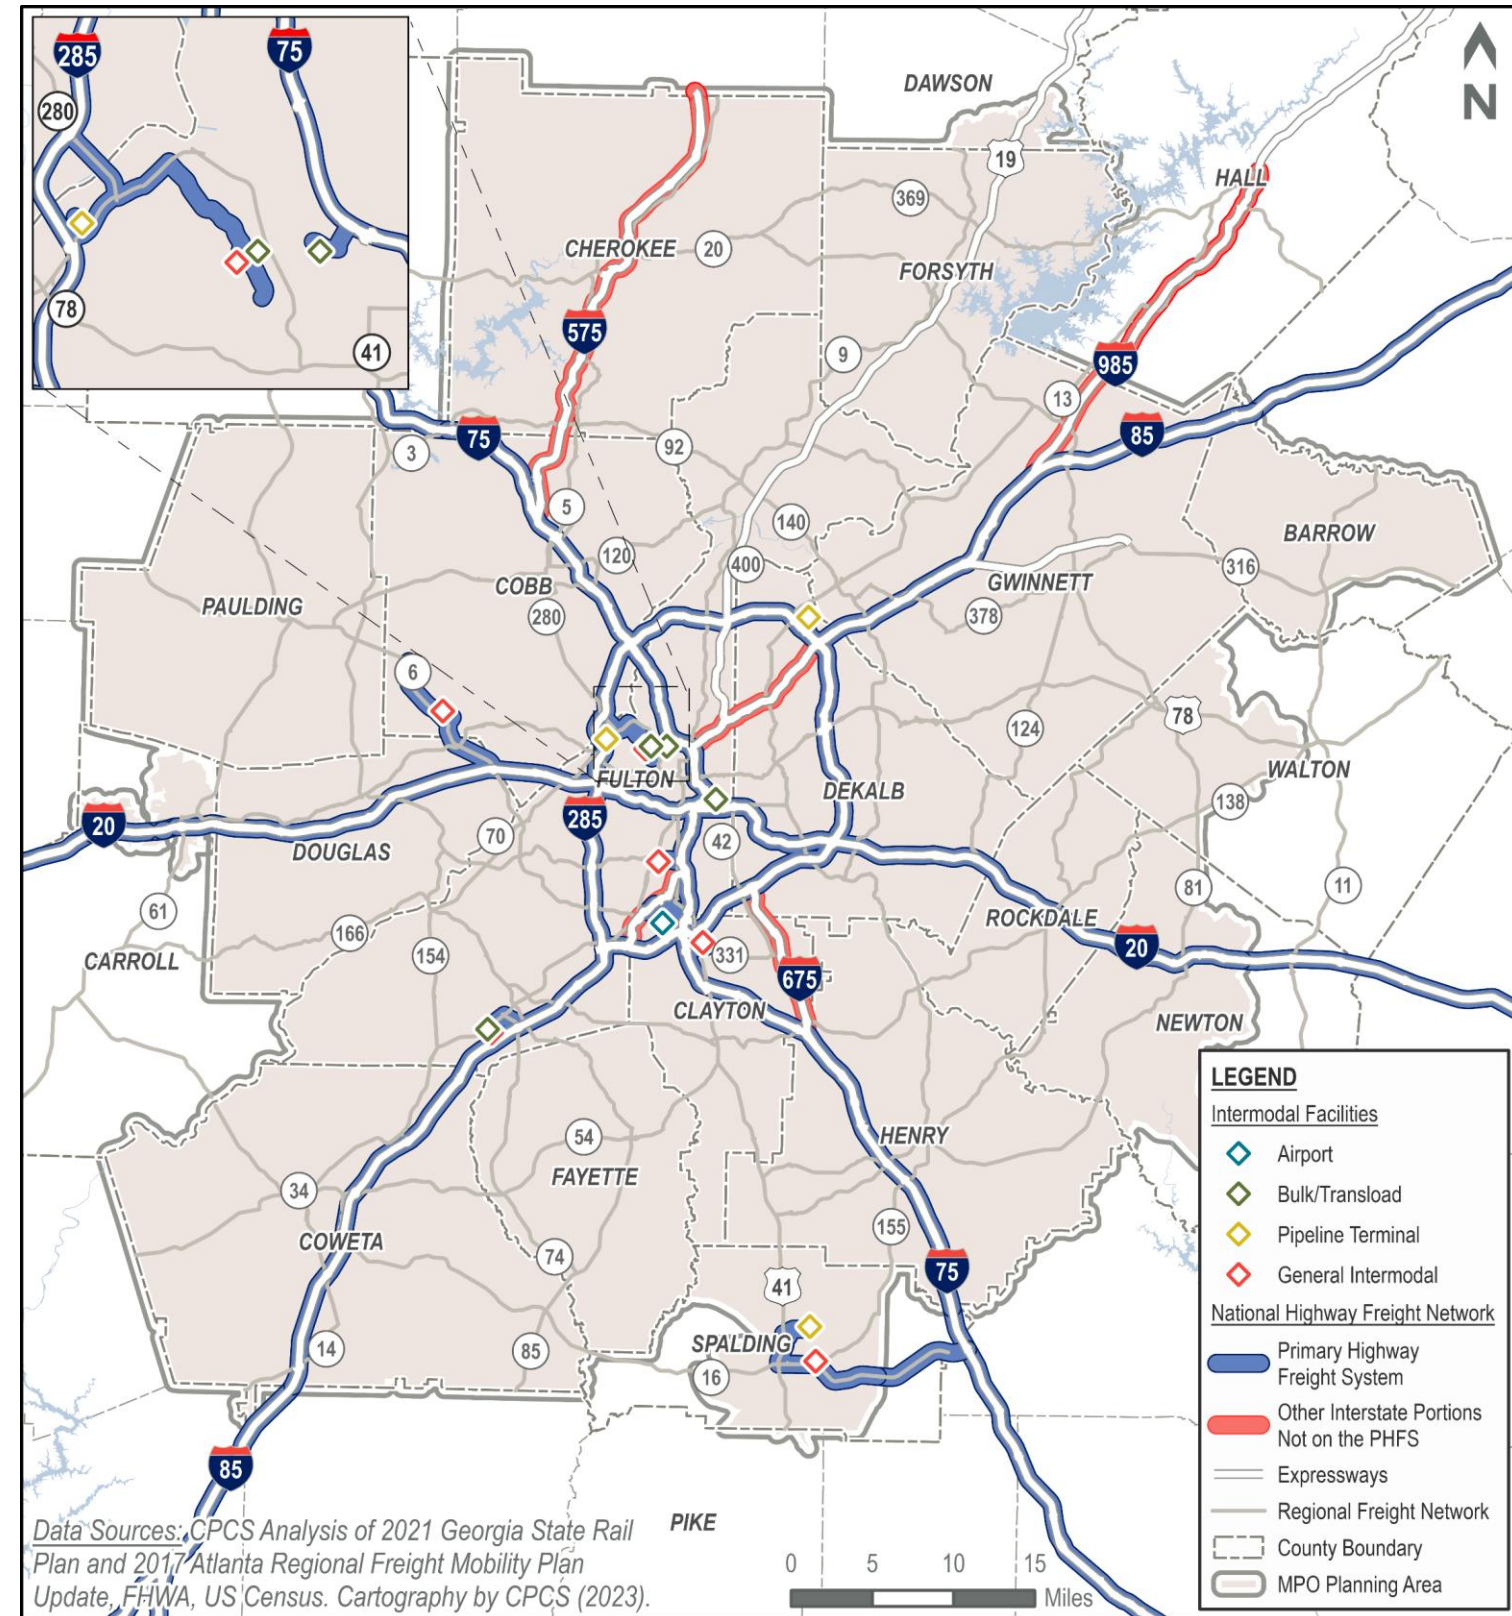 285
75
280
78
41
DAWSON
N
19
HALL
369
CHEROKEE
20
FORSYTH
575
9
985
13
75
3
92
85
5
140
BARROW
120
400
316
COBB
GWINNETT
PAULDING
280
378
6
124
78
FULTON
WALTON
DEKALB
138
20
285
42
70
DOUGLAS
81
11
61
ROCKDALE
166
154
331
20
CARROLL
675
CLAYTON
NEWTON
HENRY
54
FAYETTE
34
155
COWETA
74
75
41
SPALDING
14
85
16
85
PIKE
LEGEND
Intermodal Facilities
Airport
Bulk/Transload
Pipeline Terminal
General Intermodal
National Highway Freight Network
Primary Highway
Freight System
Other Interstate Portions
Not on the PHFS
Expressways
Regional Freight Network
County Boundary
MPO Planning Area
Data Sources: CPCS Analysis of 2021 Georgia State Rail
Plan and 2017 Atlanta Regional Freight Mobility Plan
Update, FHWA, US Census. Cartography by CPCS (2023).
0 5 10 15
Miles